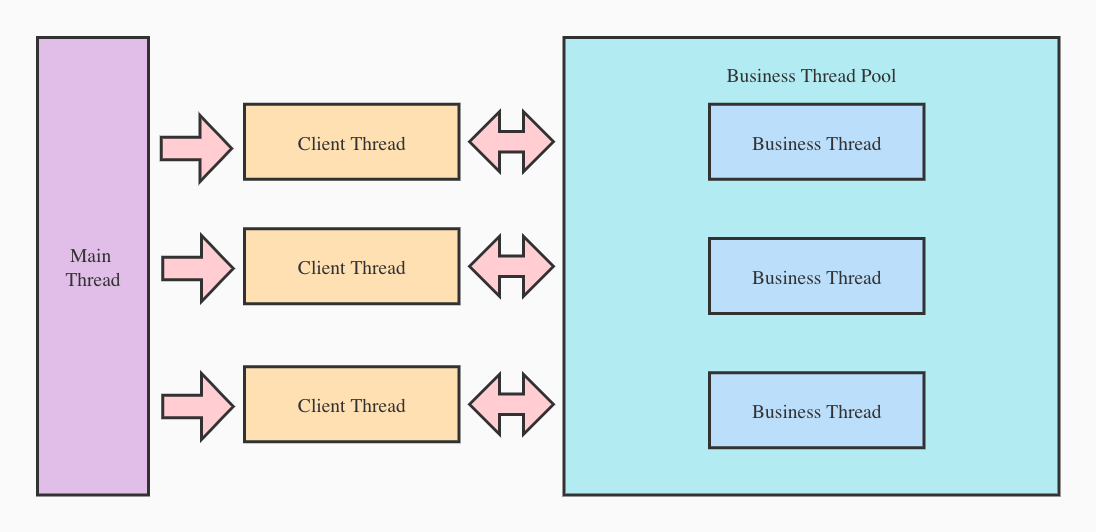 Main
Thread
Client Thread
Client Thread
Client Thread
Business Thread Pool
Business Thread
Business Thread
Business Thread